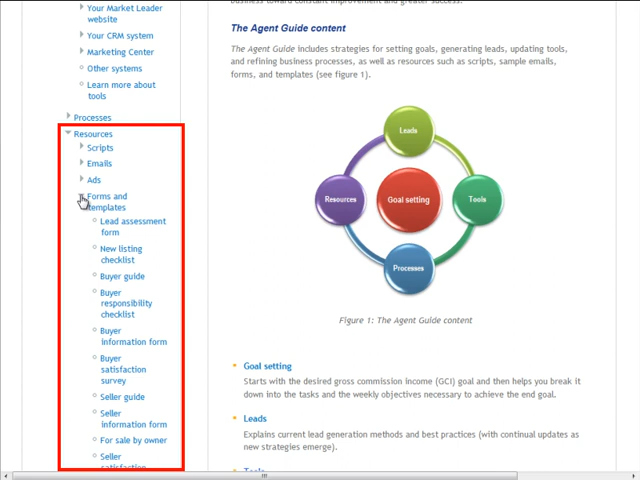 Your Market Leader
website
Your CRM system
Marketing Center
Other systems
Learn more about
tools
Processes
Resources
Scripts
Emails
Ads
Forms and
templates
Lead assessment
form
New listing
checklist
Buyer guide
Buyer
responsibility
checklist
Buyer
information form
Buyer
satisfaction
survey
Seller guide
Seller
information form
For sale by owner
Seller
satisfaction
The Agent Guide content
The Agent Guide includes strategies for setting goals, generating leads, updating tools,
and refining business processes, as well as resources such as scripts, sample emails,
forms, and templates (see figure 1).
Leads
Resources
Goal setting
Tools
Processes
Figure 1: The Agent Guide content
Goal setting
Starts with the desired gross commission income (GCI) goal and then helps you break it
down into the tasks and the weekly objectives necessary to achieve the end goal.
Leads
Explains current lead generation methods and best practices (with continual updates as
new strategies emerge).
Tools